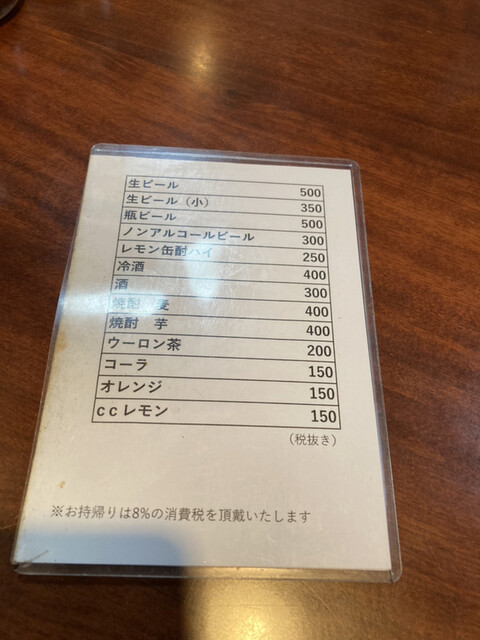 生ビール 500
生ビール（小） 350
瓶ビール 500
ノンアルコールビール 300
レモン缶酎ハイ 250
冷酒 400
酒 300
焼酎　麦 400
焼酎　芋 400
ウーロン茶 200
コーラ 150
オレンジ 150
ｃｃレモン 150
（税抜き）
※お持帰りは8%の消費税を頂戴いたします